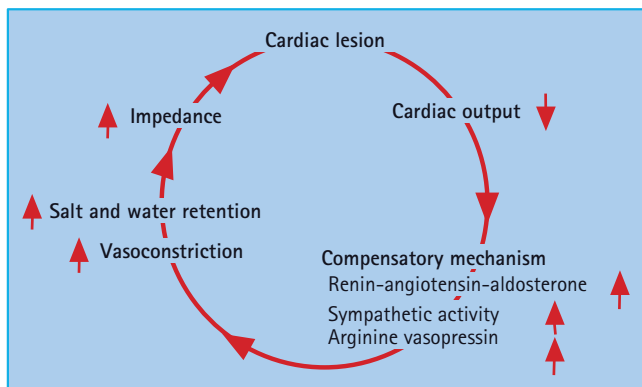 Cardiac lesion
Cardiac output
Impedance
Salt and water retention
Vasoconstriction
Compensatory mechanism
Renin-angiotensin-aldosterone
Sympathetic activity
Arginine vasopressin